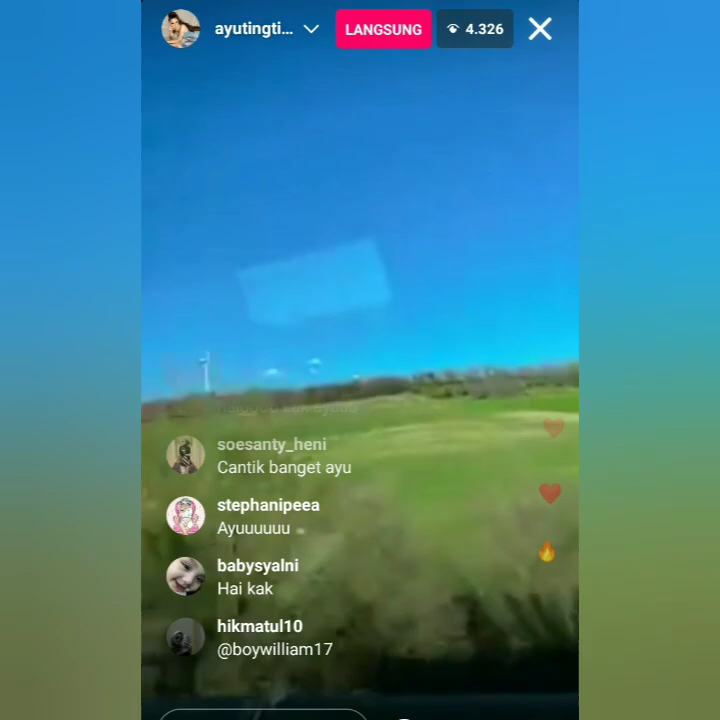 ayutingti...
LANGSUNG
4.326
soesanty_heni
Cantik banget ayu
stephanipeea
Ayuuuuuu
babysyalni
Hai kak
hikmatul10
@boywilliam17